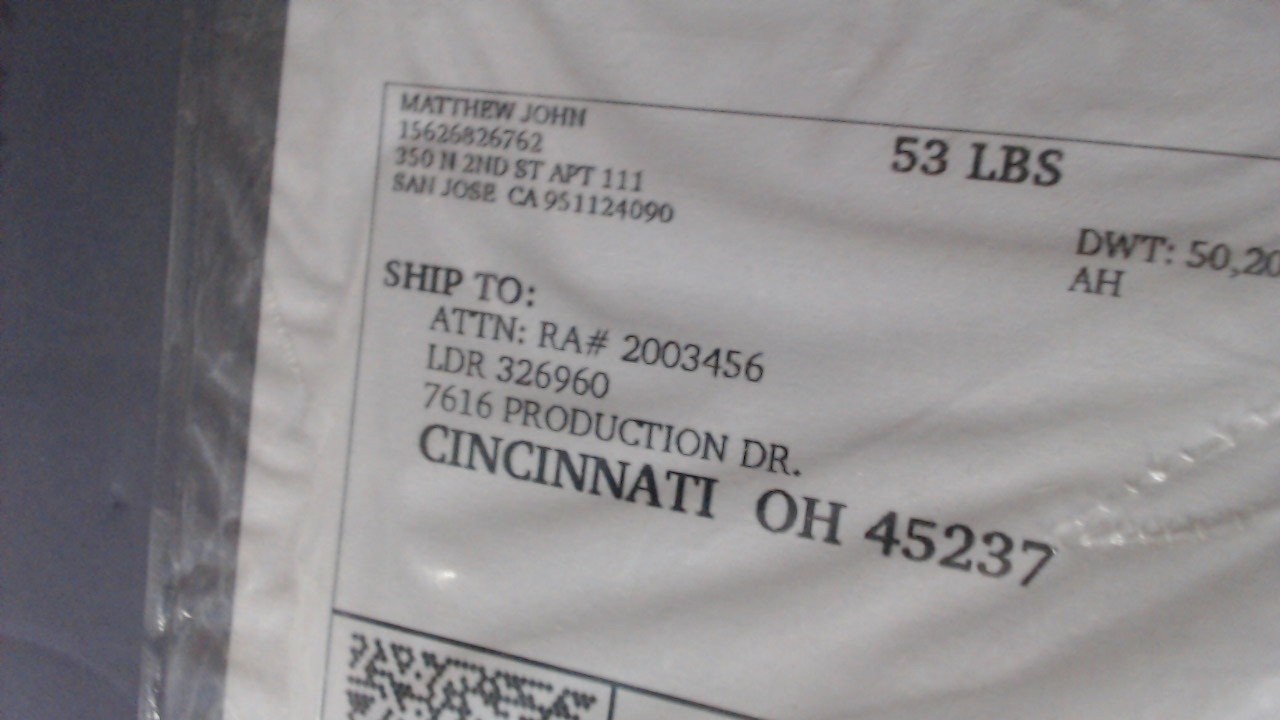 MATTHEW JOHN
15626826762
350 N 2ND ST APT 111
SAN JOSE CA 951124090
53 LBS
DWT: 50,20
AH
SHIP TO:
ATTN: RA# 2003456
LDR 326960
7616 PRODUCTION DR.
CINCINNATI OH 45237